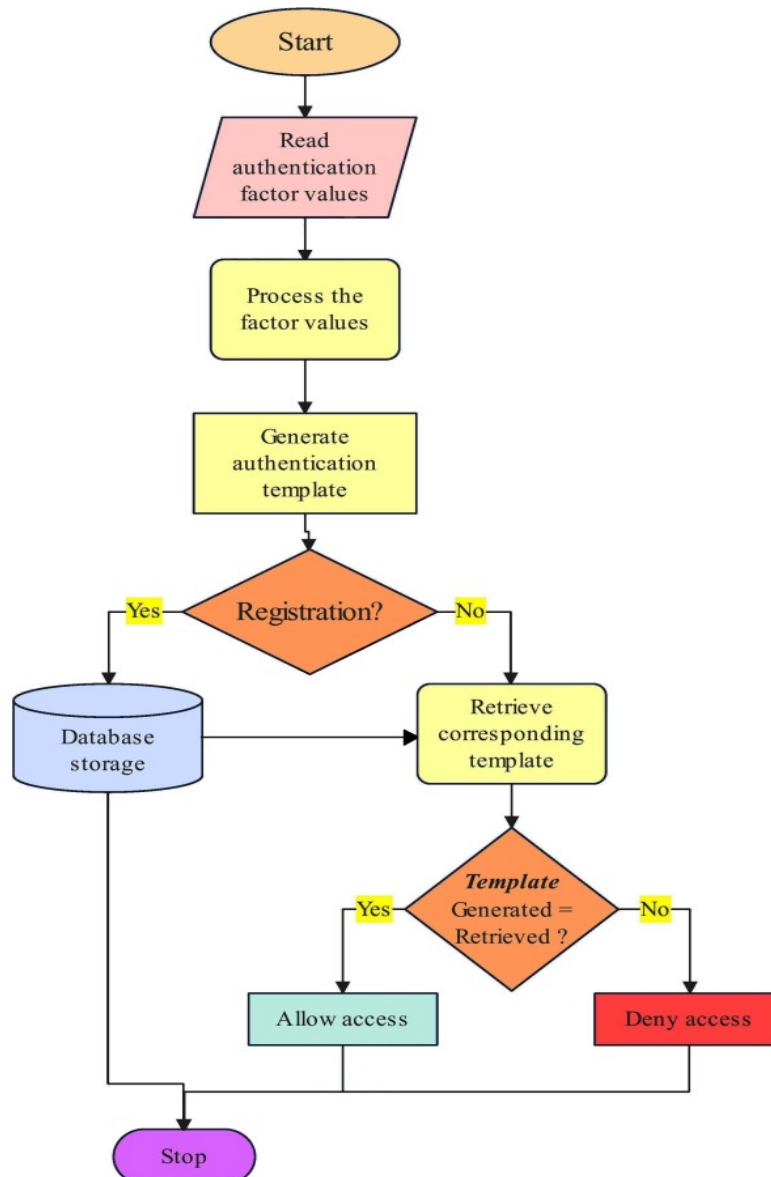 Start
Read
authentication
factor values
Process the
factor values
Generate
authentication
template
Registration?
Yes
No
Database
storage
Retrieve
corresponding
template
Template
Generated =
Retrieved ?
Yes
No
Allow access
Deny access
Stop